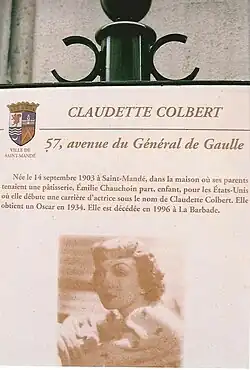 CLAUDETTE COLBERT
57, avenue du Général de Gaulle
VILLE DE
SAINT-MANDÉ
Née le 14 septembre 1903 à Saint-Mandé, dans la maison où ses parents
tenaient une pâtisserie, Émilie Chauchoin part, enfant, pour les États-Unis
où elle débute une carrière d'actrice sous le nom de Claudette Colbert. Elle
obtient un Oscar en 1934. Elle est décédée en 1996 à La Barbade.